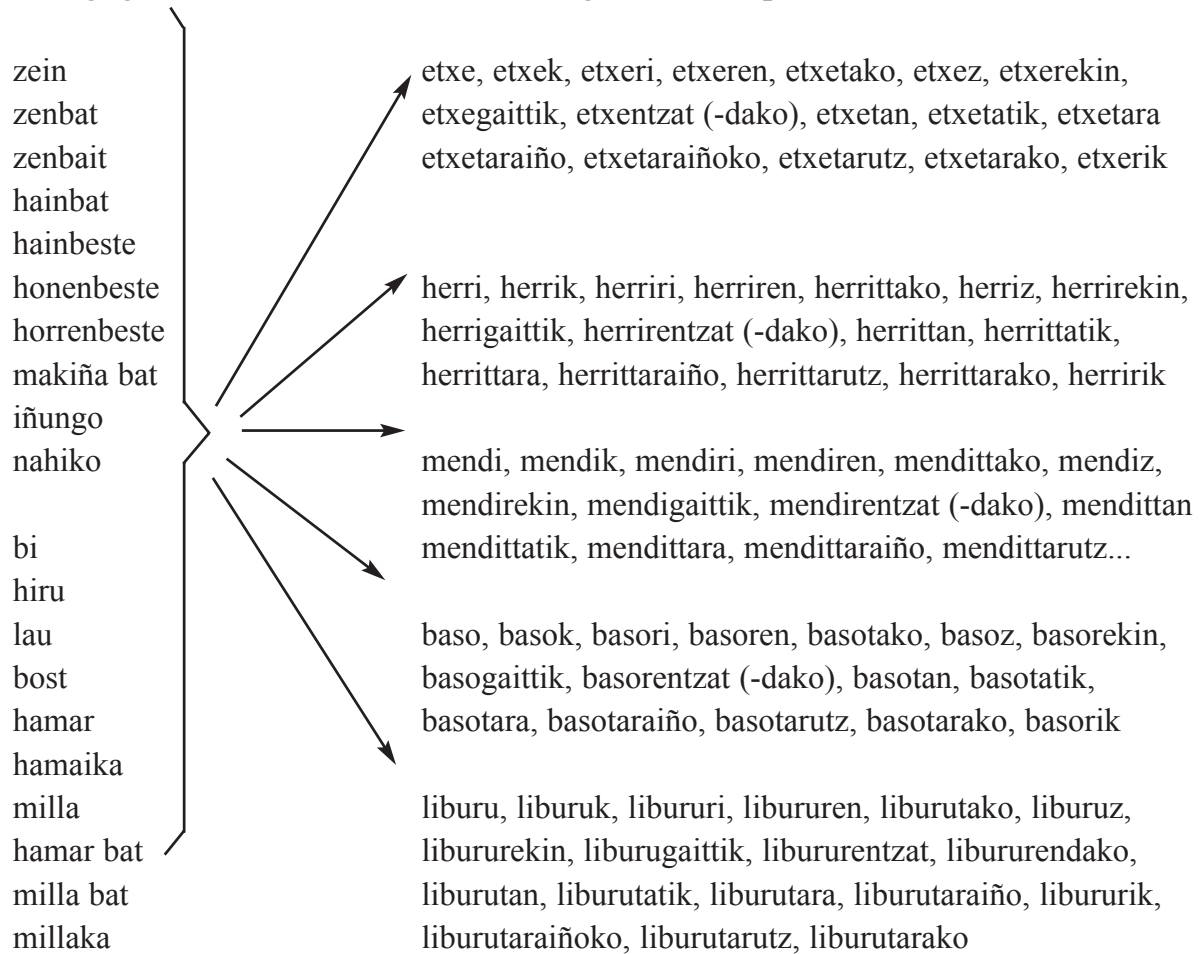 zein
zenbat
zenbait
hainbat
hainbeste
honenbeste
horrenbeste
makiña bat
iñungo
nahiko
bi
hiru
lau
bost
hamar
hamaika
milla
hamar bat
milla bat
millaka
etxe, etxek, etxeri, etxeren, etxetako, etxez, etxerekin,
etxegaittik, etxentzat (-dako), etxetan, etxetatik, etxetara
etxetaraiño, etxetaraiñoko, etxetarutz, etxetarako, etxerik
herri, herrik, herriri, herriren, herrittako, herriz, herrirekin,
herrigaittik, herrirentzat (-dako), herrittan, herrittatik,
herrittara, herrittaraiño, herrittarutz, herrittarako, herririk
mendi, mendik, mendiri, mendiren, mendittako, mendiz,
mendirekin, mendigaittik, mendirentzat (-dako), mendittan
mendittatik, mendittara, mendittaraiño, mendittarutz...
baso, basok, basori, basoren, basotako, basoz, basorekin,
basogaittik, basorentzat (-dako), basotan, basotatik,
basotara, basotaraiño, basotarutz, basotarako, basorik
liburu, liburuk, libururi, libururen, liburutako, liburuz,
libururekin, liburugaittik, libururentzat, libururendako,
liburutan, liburutatik, liburutara, liburutaraiño, libururik,
liburutaraiñoko, liburutarutz, liburutarako